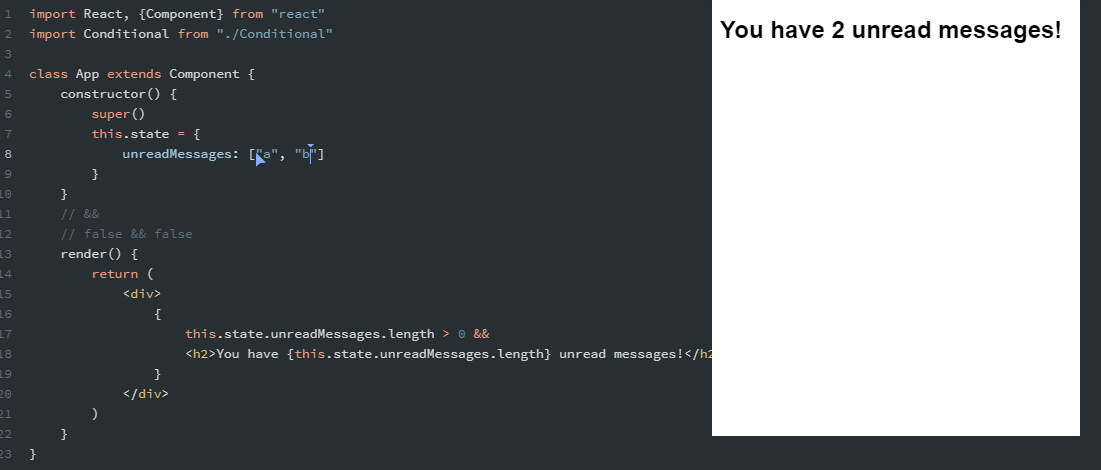 1 import React, {Component} from "react"
2 import Conditional from "./Conditional"
3
4 class App extends Component {
5 constructor() {
6 super()
7 this.state = {
8 unreadMessages: ["a", "b"]
9 }
10 }
11 // &&
12 // false && false
13 render() {
14 return (
15 <div>
16 {
17 this.state.unreadMessages.length > 0 &&
18 <h2>You have {this.state.unreadMessages.length} unread messages!</h2
19 }
20 </div>
21 )
22 }
23 }
You have 2 unread messages!